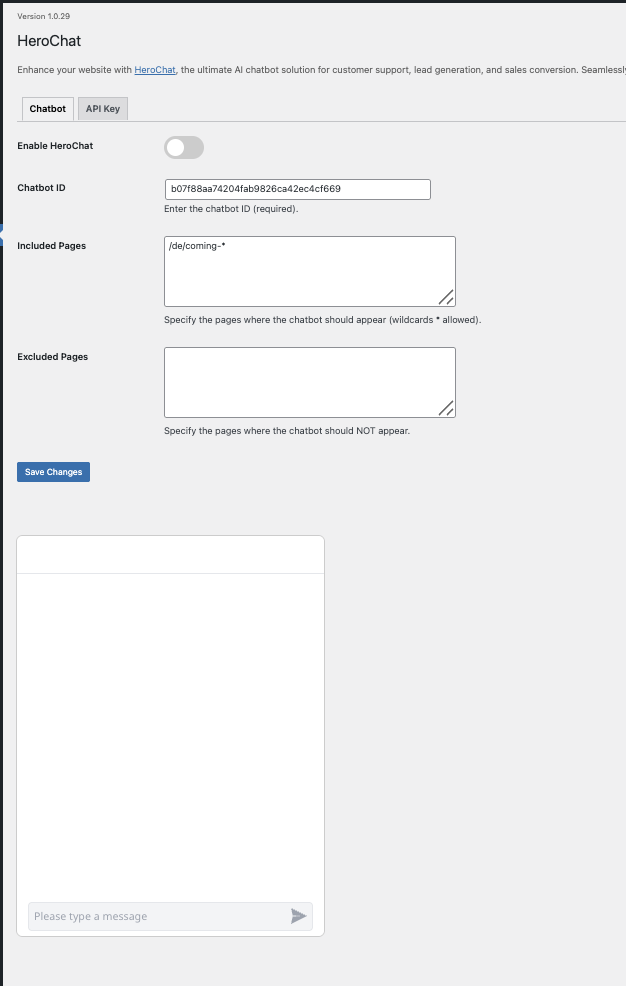 Version 1.0.29
HeroChat
Enhance your website with HeroChat, the ultimate AI chatbot solution for customer support, lead generation, and sales conversion. Seamlessly
Chatbot API Key
Enable HeroChat
Chatbot ID b07f88aa74204fab9826ca42ec4cf669
Enter the chatbot ID (required).
Included Pages /de/coming-*
Specify the pages where the chatbot should appear (wildcards * allowed).
Excluded Pages
Specify the pages where the chatbot should NOT appear.
Save Changes
Please type a message